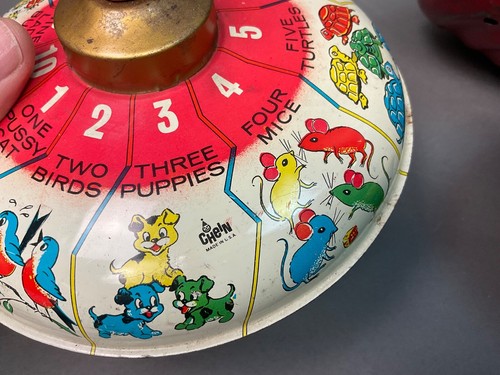 10
1
2
3
4
5
ONE
PUSSY
CAT
TWO
BIRDS
THREE
PUPPIES
FOUR
MICE
FIVE
TURTLES
CHEIN
MADE IN U.S.A.